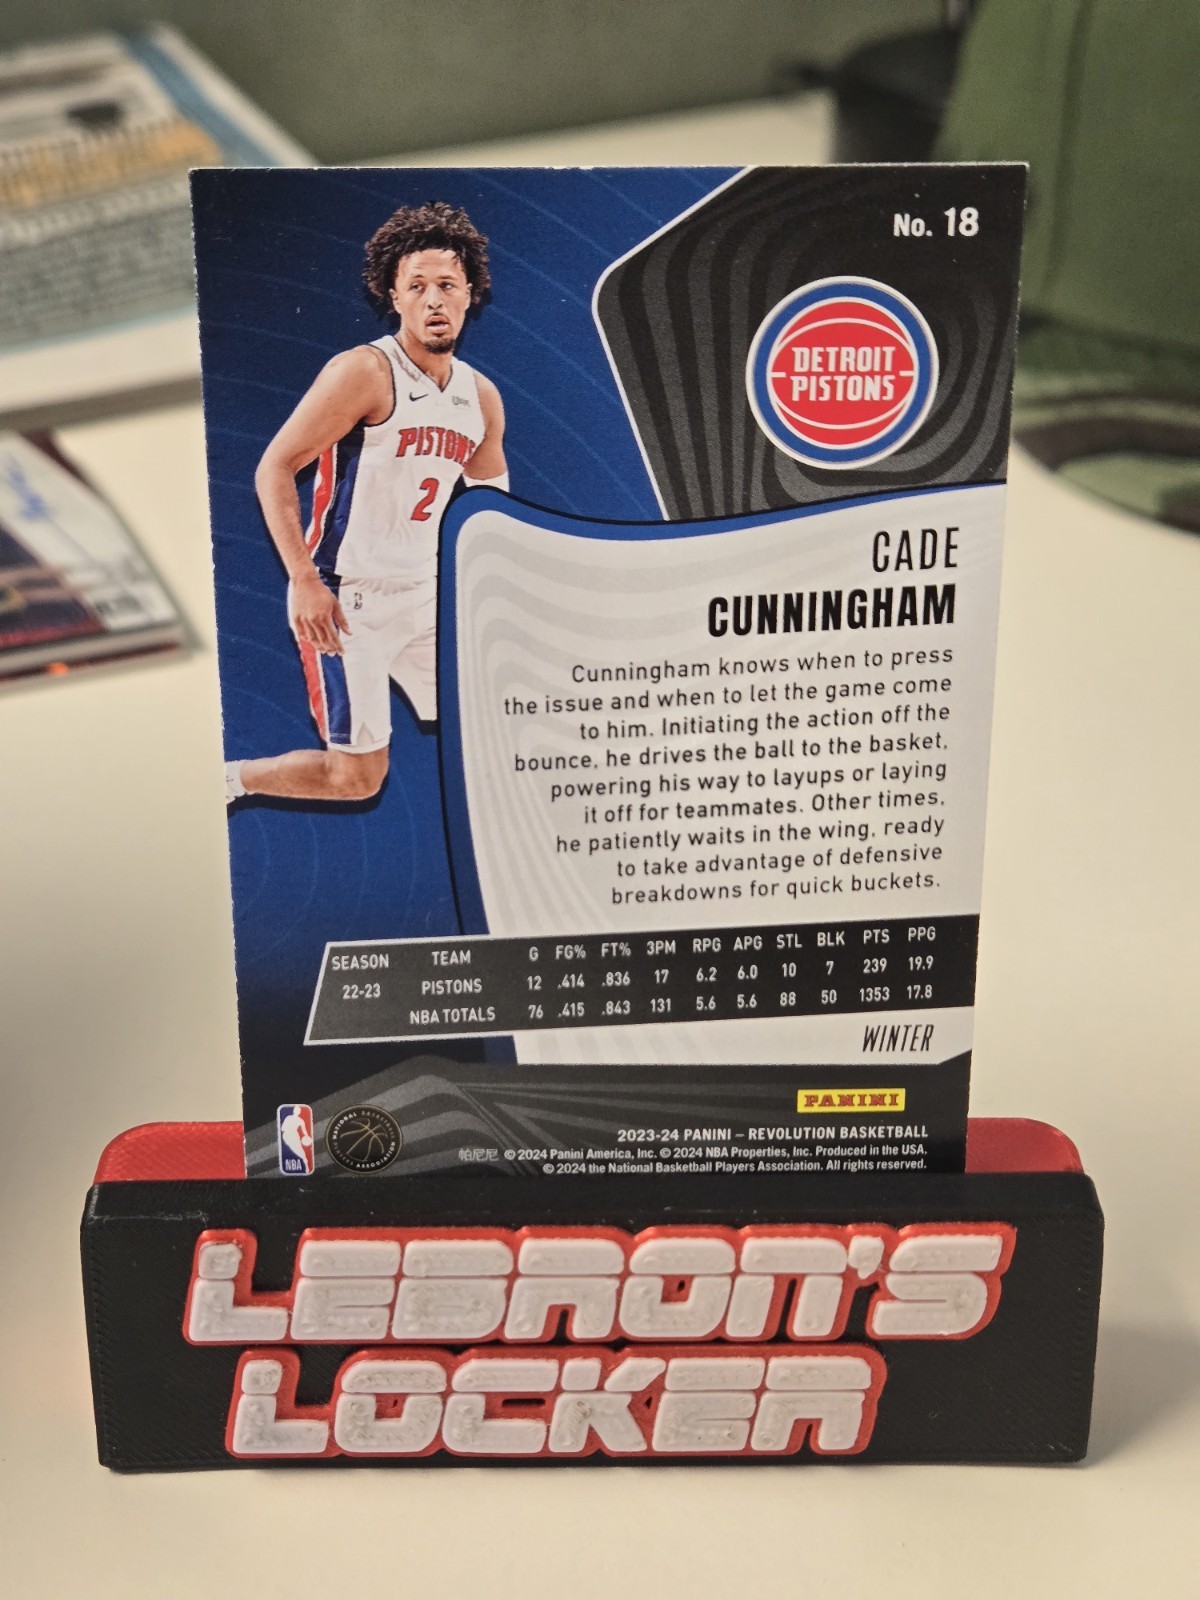 No. 18
DETROIT
PISTONS
PISTONS
2
CADE
CUNNINGHAM
Cunningham knows when to press
the issue and when to let the game come
to him. Initiating the action off the
bounce, he drives the ball to the basket,
powering his way to layups or laying
it off for teammates. Other times,
he patiently waits in the wing, ready
to take advantage of defensive
breakdowns for quick buckets.
SEASON TEAM G FG% FT% 3PM RPG APG STL BLK PTS PPG
22-23 PISTONS 12 .414 .836 17 6.2 6.0 10 7 239 19.9
NBA TOTALS 76 .415 .843 131 5.6 5.6 88 50 1353 17.8
WINTER
PANINI
2023-24 PANINI – REVOLUTION BASKETBALL
帕尼尼 © 2024 Panini America, Inc. © 2024 NBA Properties, Inc. Produced in the USA.
© 2024 the National Basketball Players Association. All rights reserved.
NBA
NATIONAL BASKETBALL PLAYERS ASSOCIATION
LEBRON'S
LOCKER